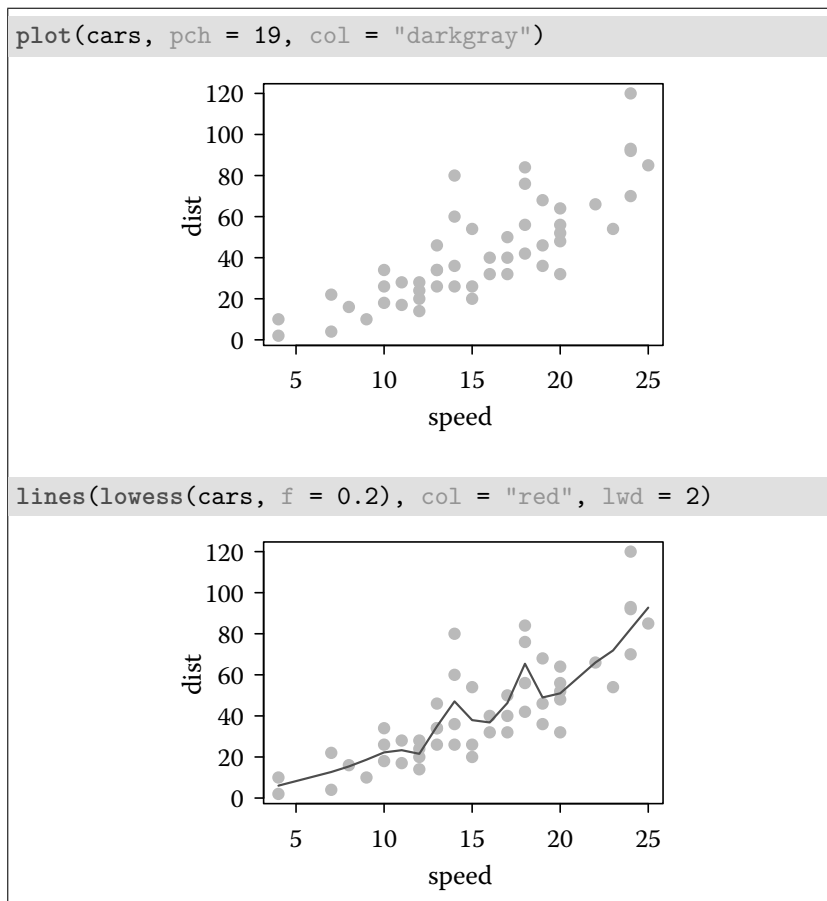 plot(cars, pch = 19, col = "darkgray")
120
100
80
60
40
20
0
dist
5 10 15 20 25
speed
lines(lowess(cars, f = 0.2), col = "red", lwd = 2)
120
100
80
60
40
20
0
dist
5 10 15 20 25
speed